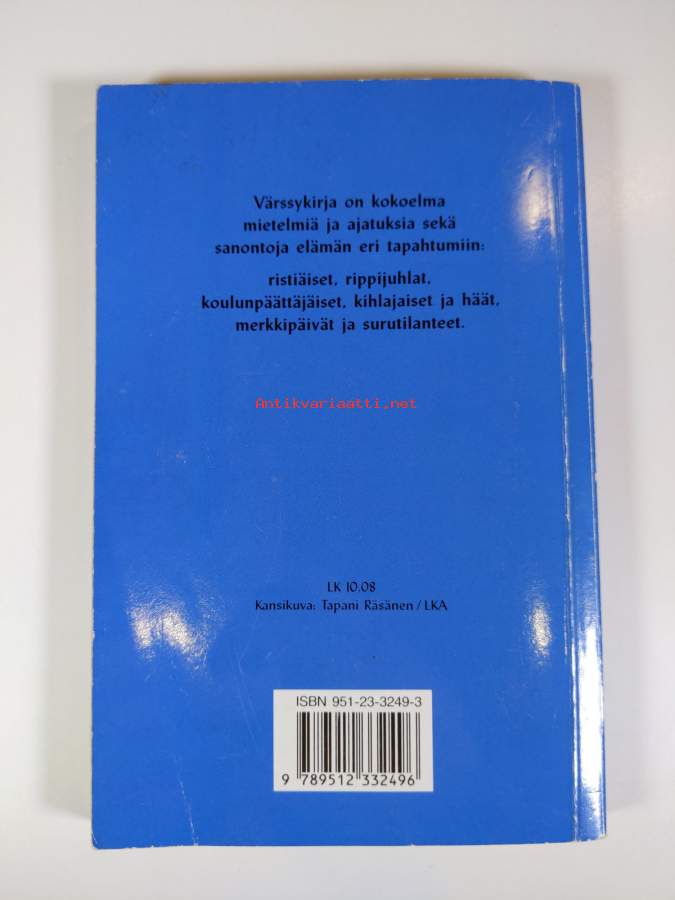 Värssykirja on kokoelma
mietelmiä ja ajatuksia sekä
sanontoja elämän eri tapahtumiin:
ristiäiset, rippijuhlat,
koulunpäättäjäiset, kihlajaiset ja häät,
merkkipäivät ja surutilanteet.
Antikvariaatti.net
LK 10.08
Kansikuva: Tapani Räsänen / LKA
ISBN 951-23-3249-3
9 789512 332496